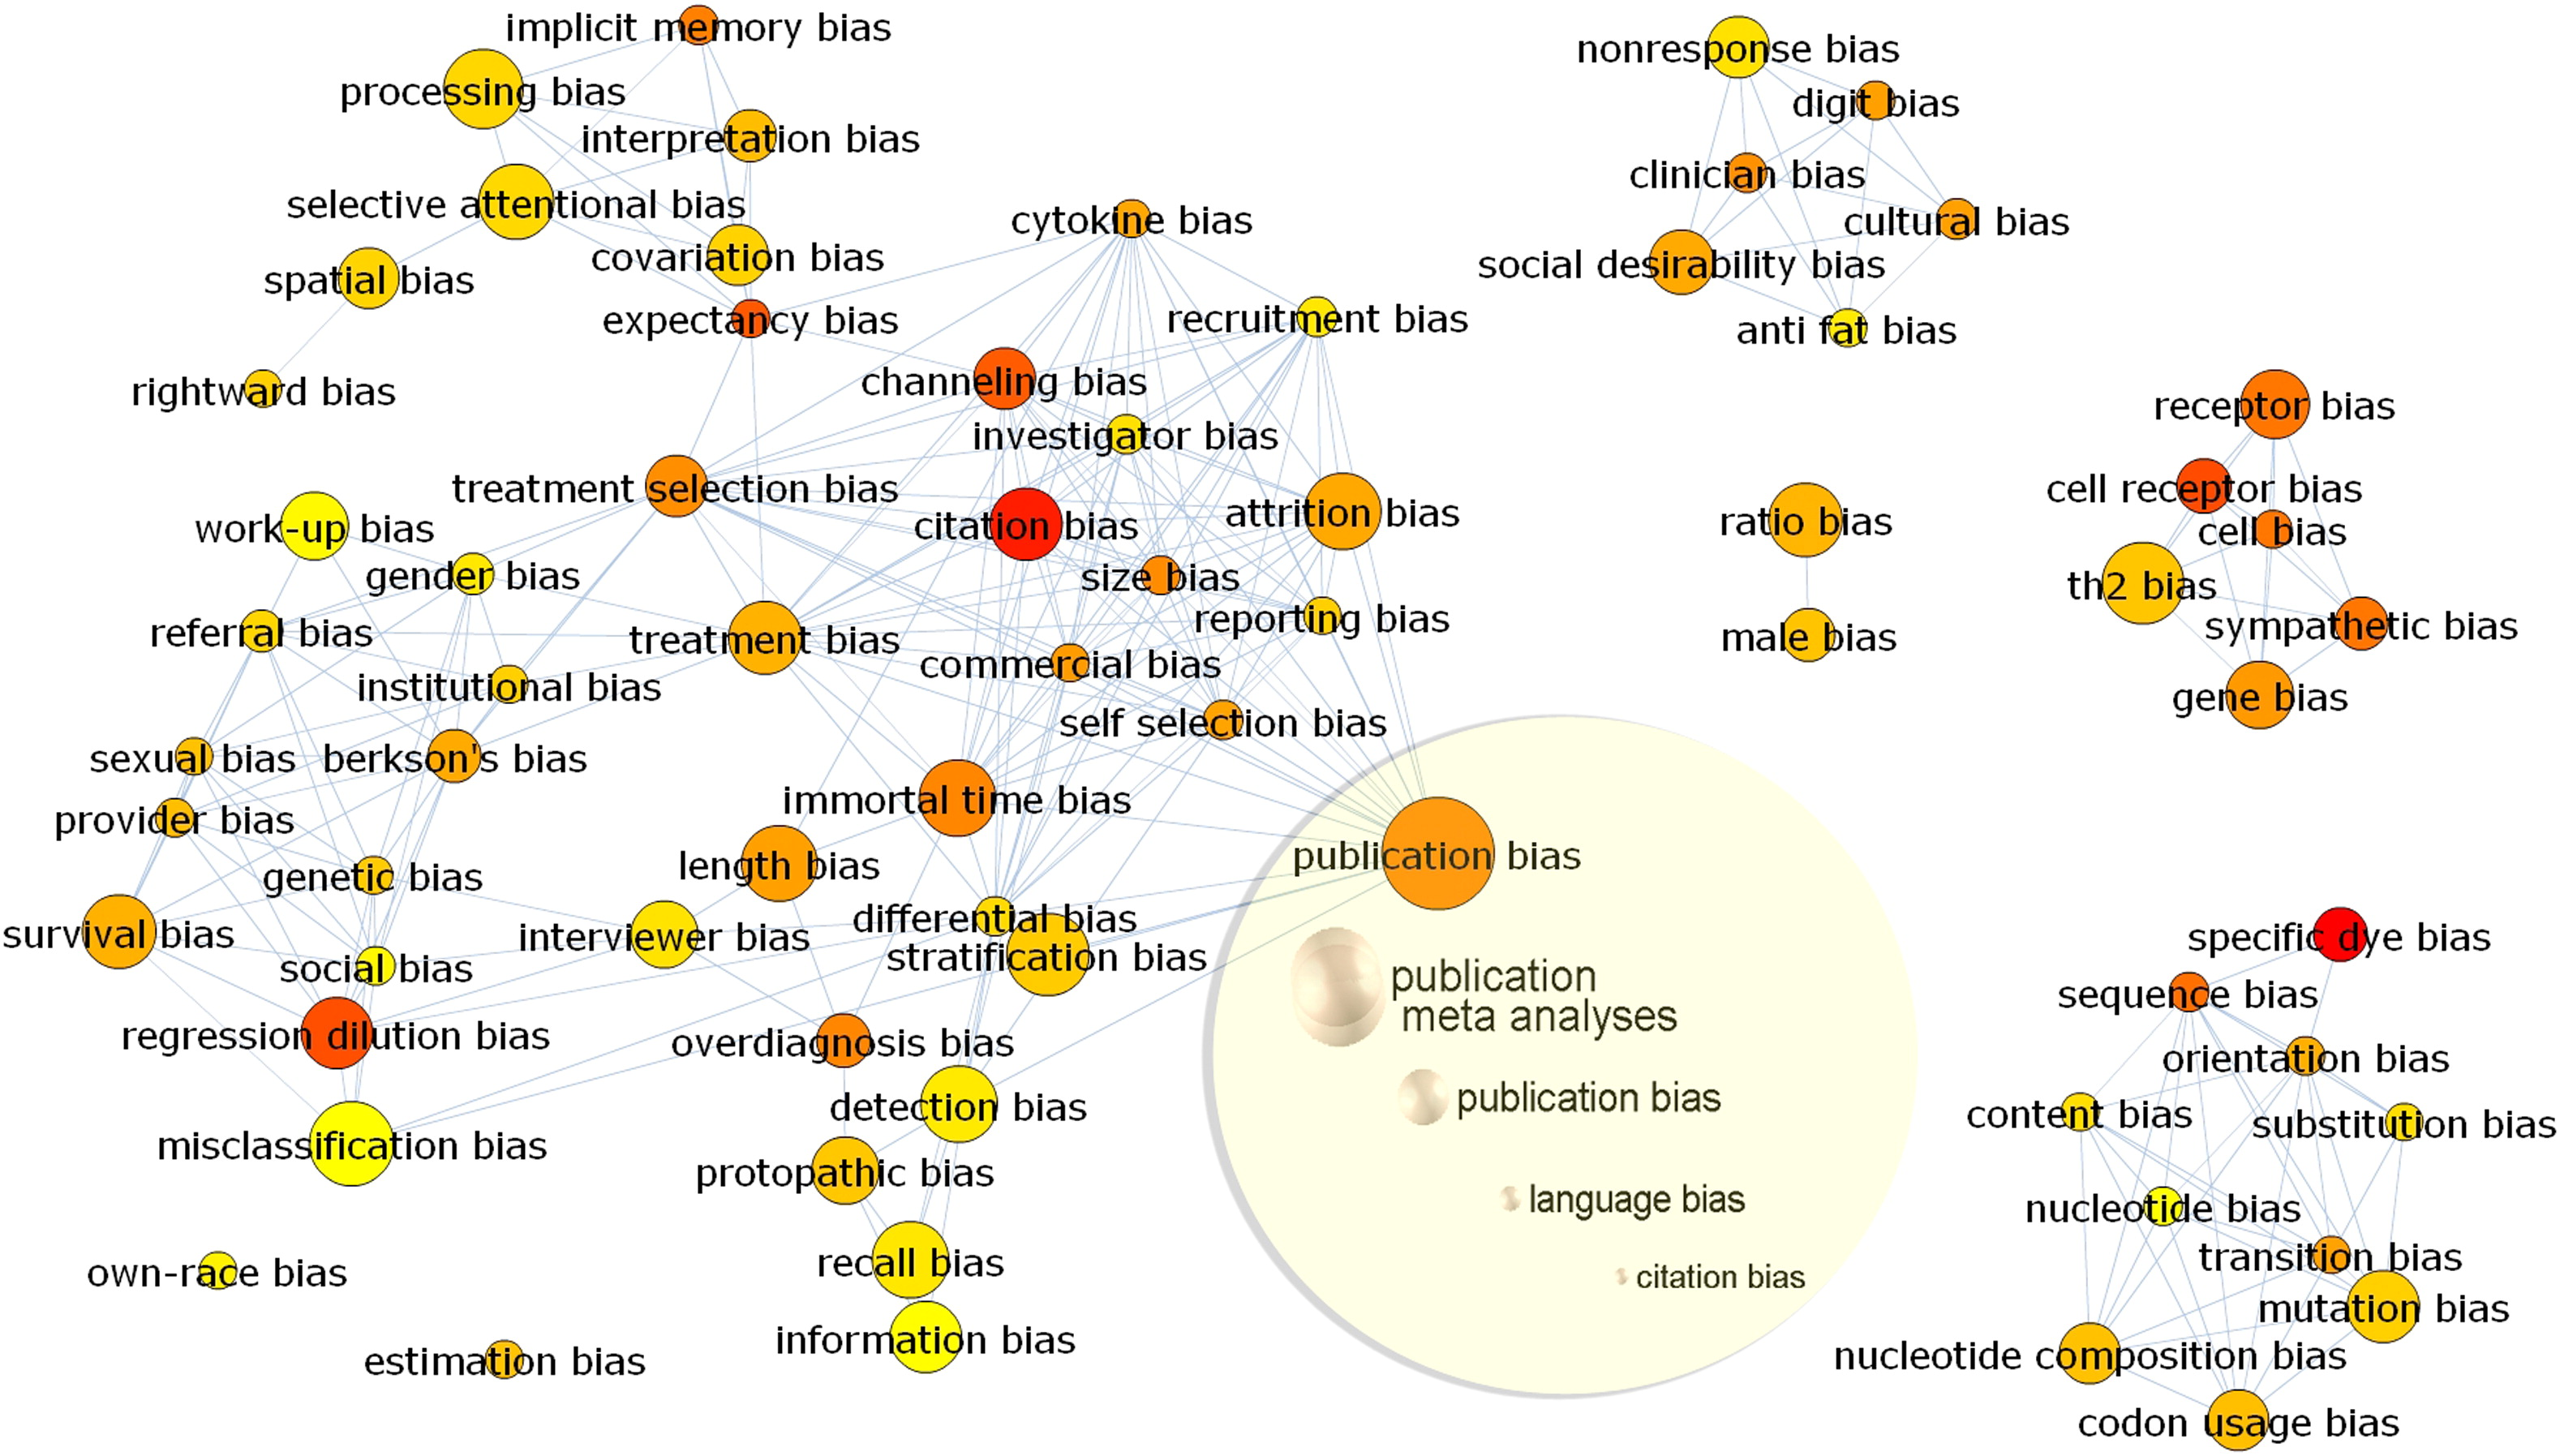 implicit memory bias
processing bias
interpretation bias
selective attentional bias
covariation bias
spatial bias
expectancy bias
rightward bias
cytokine bias
recruitment bias
channeling bias
investigator bias
treatment selection bias
citation bias
attrition bias
size bias
reporting bias
treatment bias
commercial bias
self selection bias
work-up bias
gender bias
referral bias
institutional bias
sexual bias
berkson's bias
provider bias
genetic bias
survival bias
social bias
regression dilution bias
misclassification bias
own-race bias
estimation bias
immortal time bias
length bias
interviewer bias
differential bias
stratification bias
overdiagnosis bias
detection bias
protopathic bias
recall bias
information bias
publication bias
publication
meta analyses
publication bias
language bias
citation bias
nonresponse bias
digit bias
clinician bias
cultural bias
social desirability bias
anti fat bias
ratio bias
male bias
receptor bias
cell receptor bias
cell bias
th2 bias
sympathetic bias
gene bias
specific dye bias
sequence bias
orientation bias
content bias
substitution bias
nucleotide bias
transition bias
mutation bias
nucleotide composition bias
codon usage bias